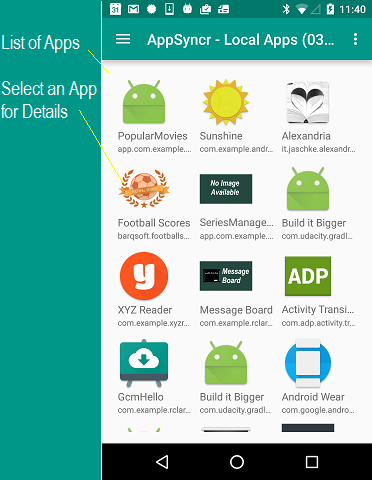 31
11:40
AppSyncr - Local Apps (03...
List of Apps
Select an App
for Details
PopularMovies
app.com.example....
Sunshine
com.example.andr...
Alexandria
it.jaschke.alexandr...
Football Scores
barqsoft.footballs...
No Image
Available
SeriesManage...
app.com.example....
Build it Bigger
com.udacity.gradl...
XYZ Reader
com.example.xyzr...
Message
Board
Message Board
com.example.rclar...
ADP
Activity Transi...
com.adp.activity.tr...
GcmHello
com.example.rclar...
Build it Bigger
com.udacity.gradl...
Android Wear
com.google.andro...